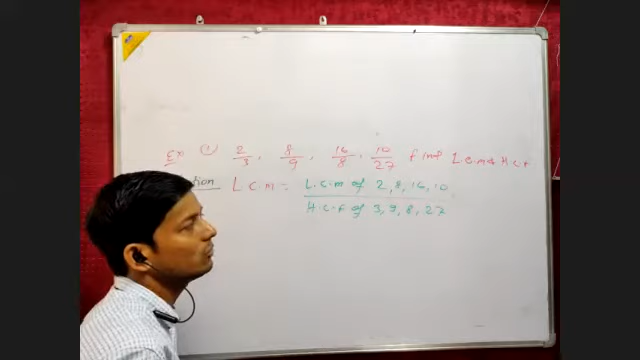 Ex ① 2/3, 8/9, 16/8, 10/27 find L.C.M & H.C.F
L.C.M = L.C.M of 2, 8, 16, 10
H.C.F of 3, 9, 8, 27